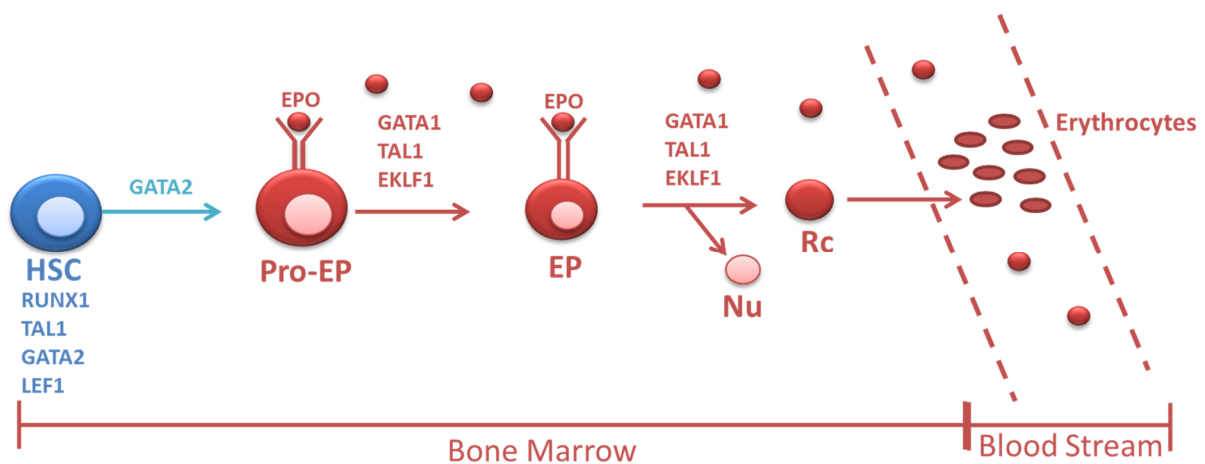 EPO
GATA1
TAL1
EKLF1
EPO
GATA1
TAL1
EKLF1
Erythrocytes
GATA2
HSC
RUNX1
TAL1
GATA2
LEF1
Pro-EP
EP
Rc
Nu
Bone Marrow
Blood Stream